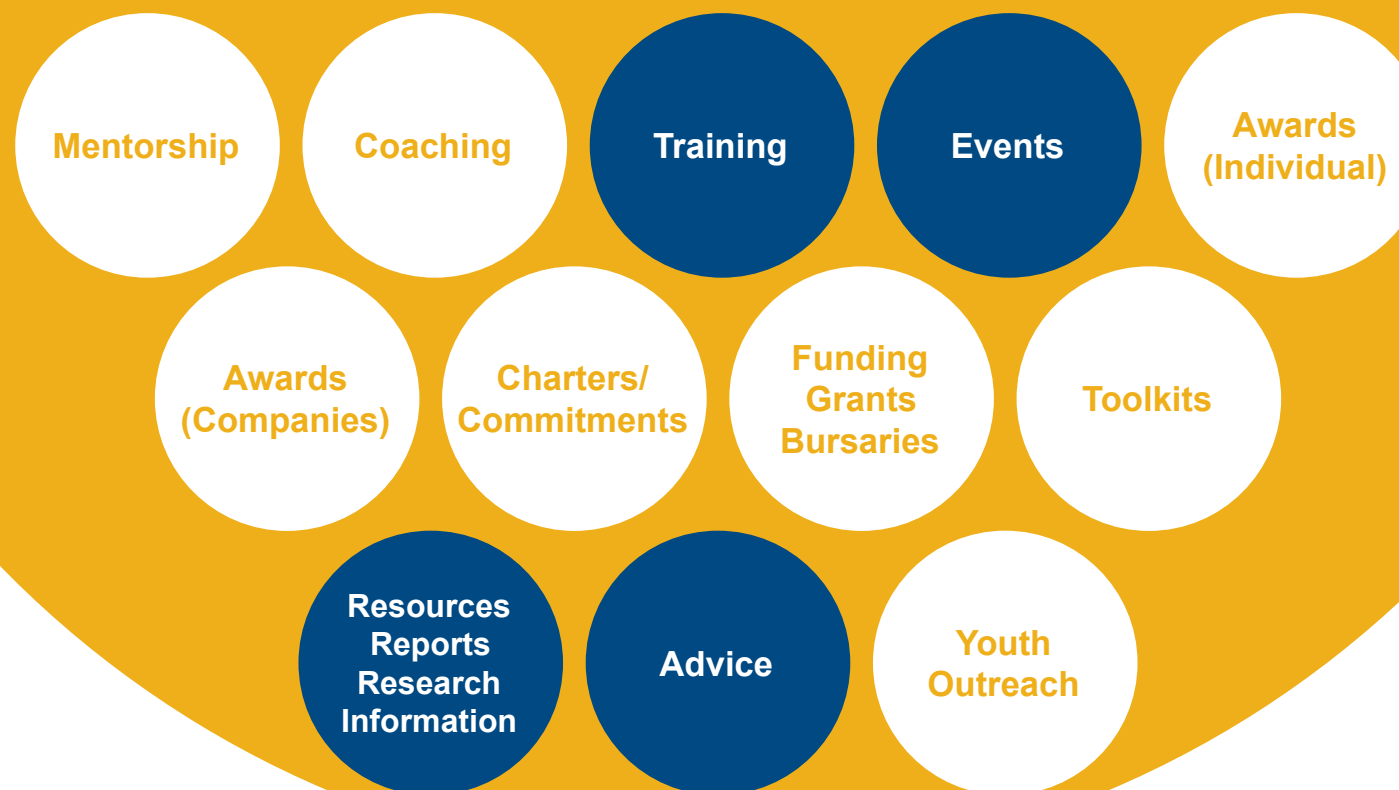 Mentorship
Coaching
Training
Events
Awards
(Individual)
Awards
(Companies)
Charters/
Commitments
Funding
Grants
Bursaries
Toolkits
Resources
Reports
Research
Information
Advice
Youth
Outreach